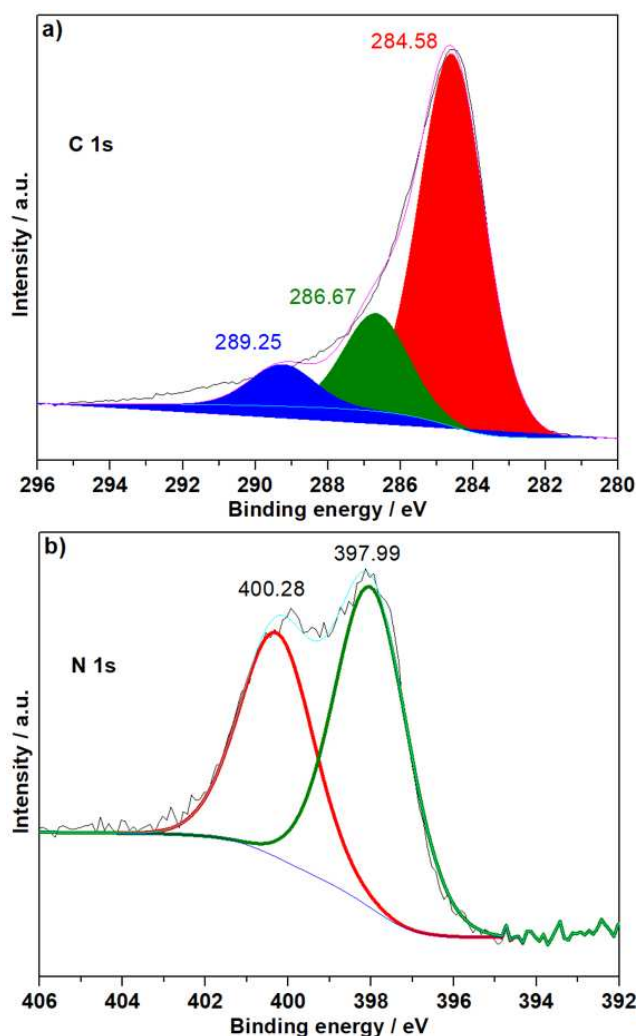 a)
284.58
C 1s
286.67
289.25
Intensity / a.u.
296 294 292 290 288 286 284 282 280
Binding energy / eV
b)
397.99
400.28
N 1s
Intensity / a.u.
406 404 402 400 398 396 394 392
Binding energy / eV